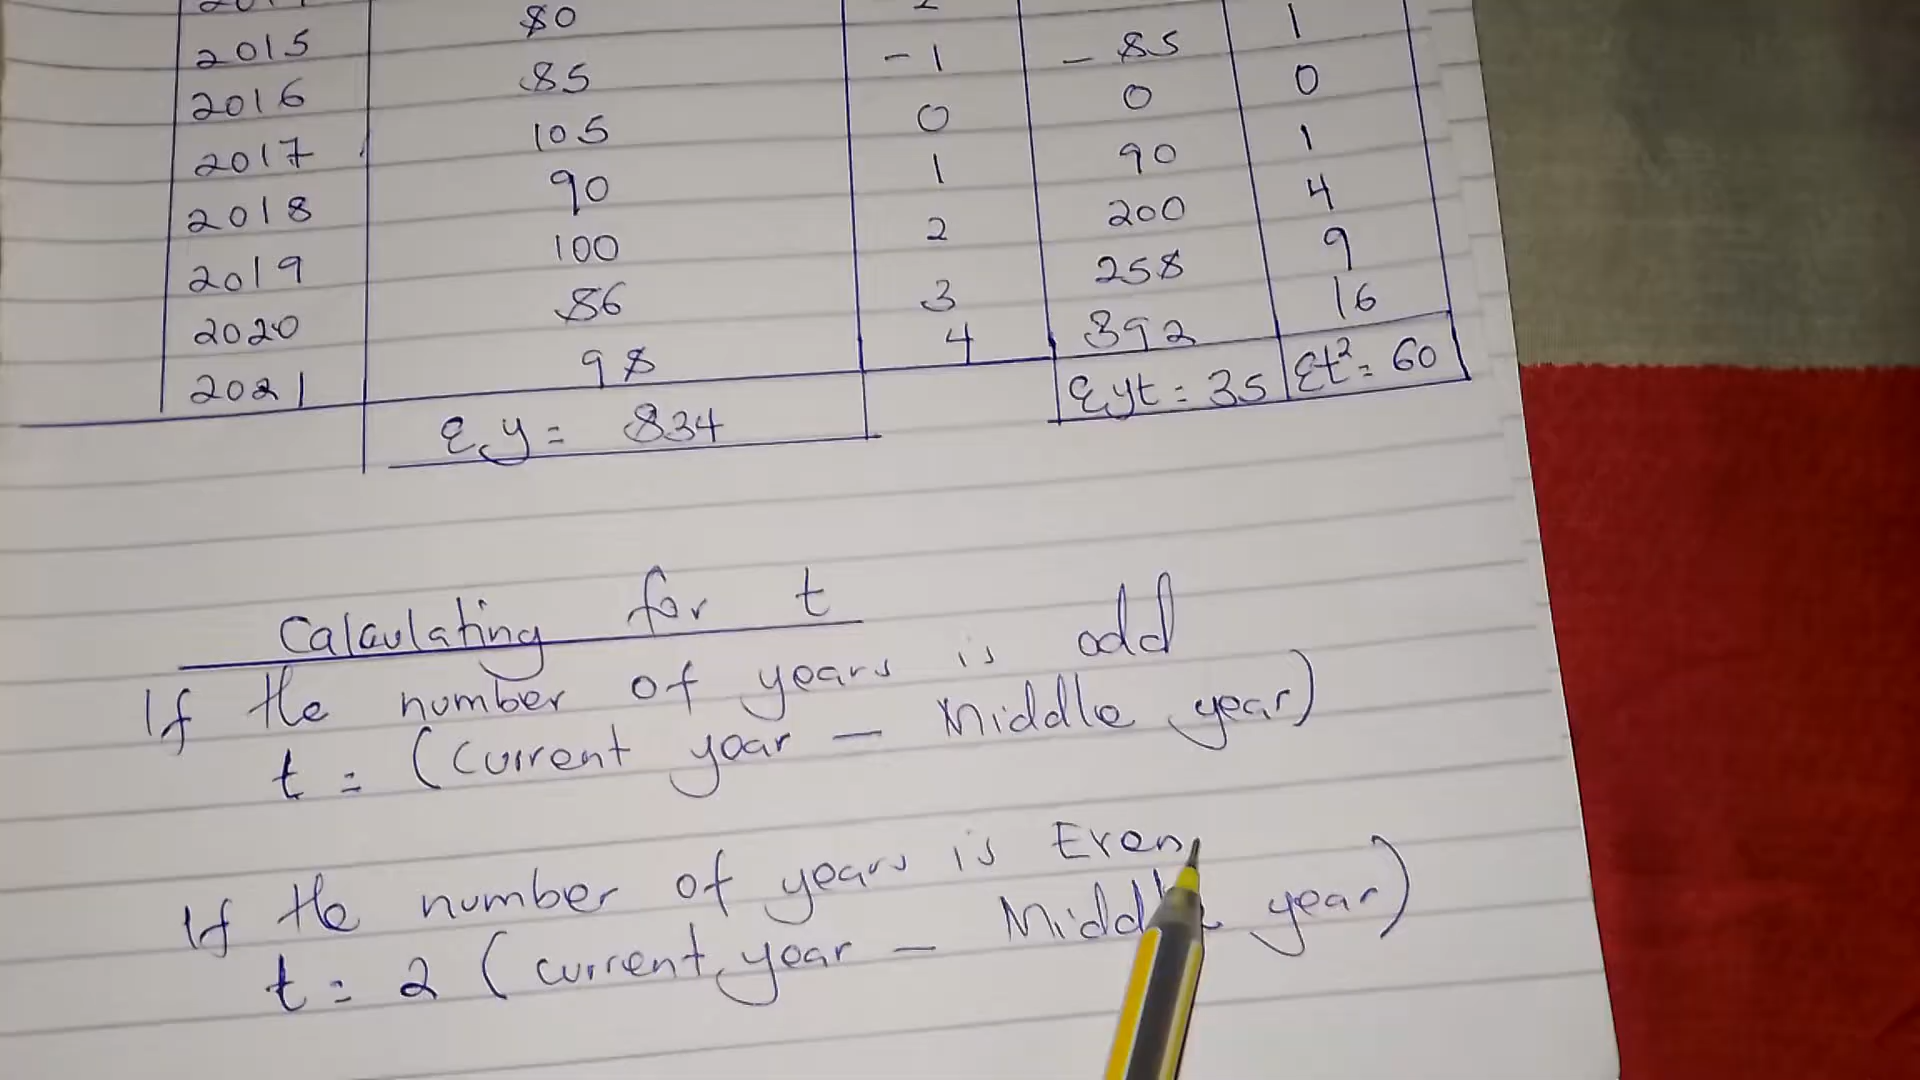 2015 80
2016 85 -1 -85 1
2017 105 0 0 0
2018 90 1 90 1
2019 100 2 200 4
2020 86 3 258 9
2021 98 4 392 16
Σy = 834 Σyt = 35 Σt² = 60
Calculating for t
If the number of years is odd
t = (Current year - Middle year)
If the number of years is Even
t = 2 (current year - Middle year)